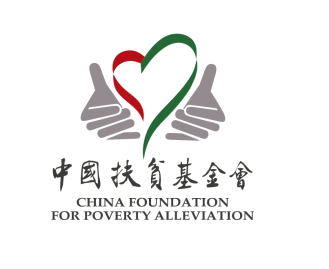 中國扶貧基金會
CHINA FOUNDATION
FOR POVERTY ALLEVIATION